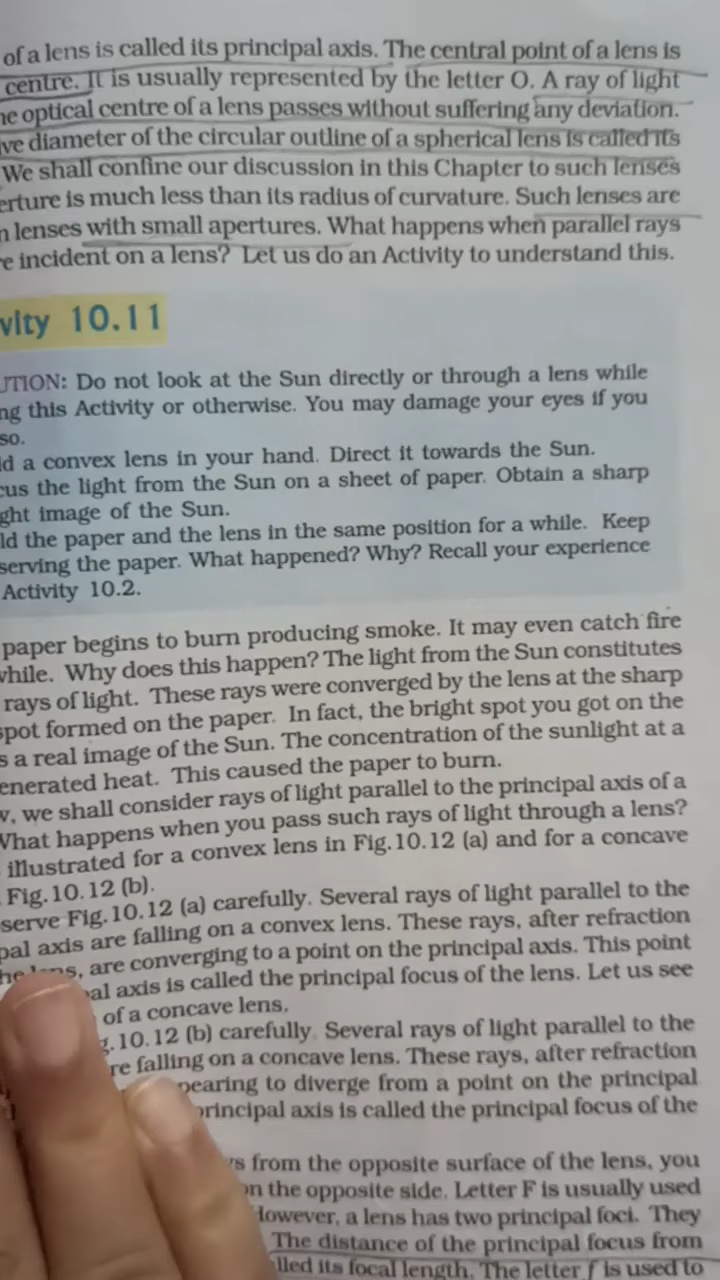 of a lens is called its principal axis. The central point of a lens is
centre. It is usually represented by the letter O. A ray of light
he optical centre of a lens passes without suffering any deviation.
ve diameter of the circular outline of a spherical lens is called its
We shall confine our discussion in this Chapter to such lenses
erture is much less than its radius of curvature. Such lenses are
n lenses with small apertures. What happens when parallel rays
e incident on a lens? Let us do an Activity to understand this.
vity 10.11
UTION: Do not look at the Sun directly or through a lens while
ng this Activity or otherwise. You may damage your eyes if you
so.
ld a convex lens in your hand. Direct it towards the Sun.
cus the light from the Sun on a sheet of paper. Obtain a sharp
ght image of the Sun.
ld the paper and the lens in the same position for a while. Keep
serving the paper. What happened? Why? Recall your experience
Activity 10.2.
paper begins to burn producing smoke. It may even catch fire
while. Why does this happen? The light from the Sun constitutes
rays of light. These rays were converged by the lens at the sharp
spot formed on the paper. In fact, the bright spot you got on the
s a real image of the Sun. The concentration of the sunlight at a
enerated heat. This caused the paper to burn.
w, we shall consider rays of light parallel to the principal axis of a
What happens when you pass such rays of light through a lens?
illustrated for a convex lens in Fig.10.12 (a) and for a concave
Fig.10.12 (b).
serve Fig.10.12 (a) carefully. Several rays of light parallel to the
pal axis are falling on a convex lens. These rays, after refraction
he lens, are converging to a point on the principal axis. This point
pal axis is called the principal focus of the lens. Let us see
of a concave lens.
g.10.12 (b) carefully. Several rays of light parallel to the
re falling on a concave lens. These rays, after refraction
pearing to diverge from a point on the principal
principal axis is called the principal focus of the
ys from the opposite surface of the lens, you
on the opposite side. Letter F is usually used
However, a lens has two principal foci. They
The distance of the principal focus from
lled its focal length. The letter f is used to